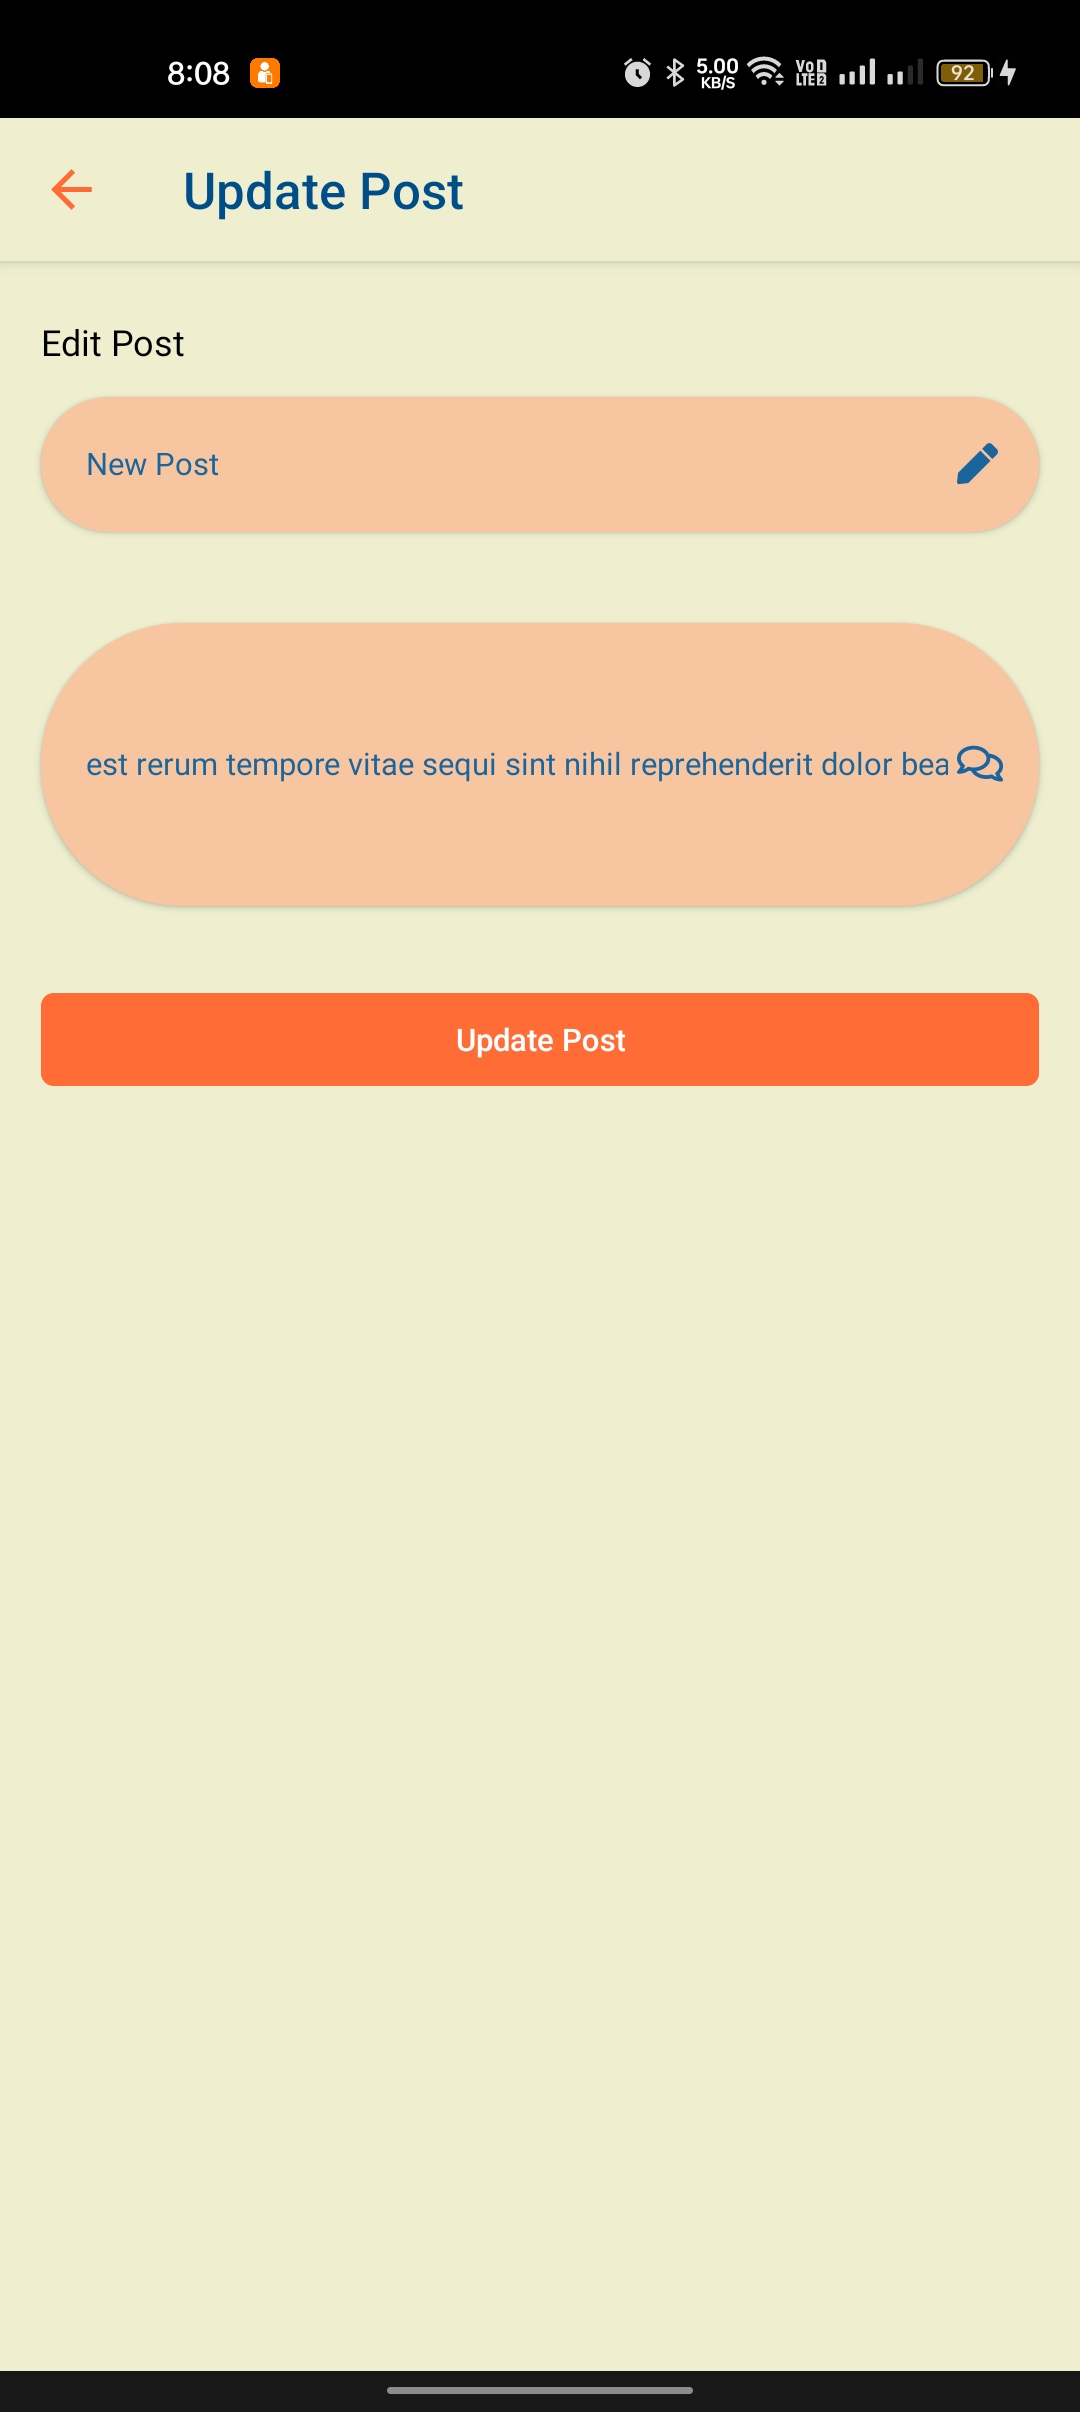 8:08 5.00 KB/S VoD LTE2 92
Update Post
Edit Post
New Post
est rerum tempore vitae sequi sint nihil reprehenderit dolor bea
Update Post